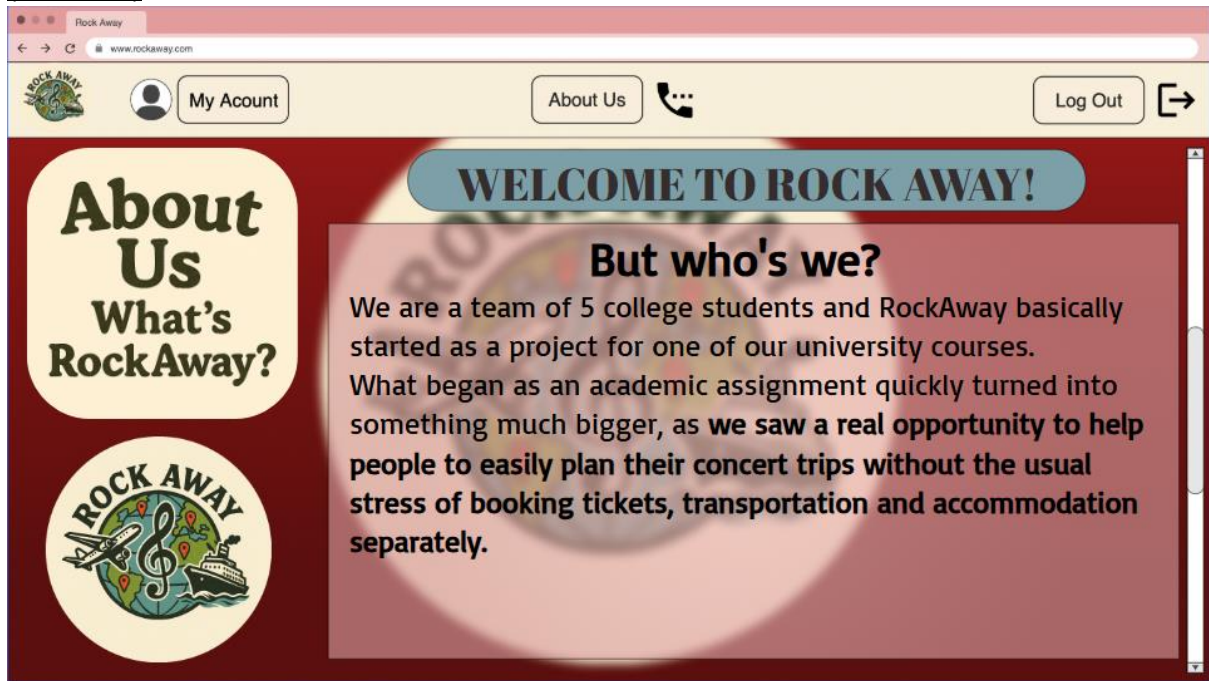 Rock Away
www.rockaway.com
ROCK AWAY
My Acount
About Us
Log Out
About
Us
What's
RockAway?
ROCK AWAY
WELCOME TO ROCK AWAY!
But who's we?
We are a team of 5 college students and RockAway basically
started as a project for one of our university courses.
What began as an academic assignment quickly turned into
something much bigger, as we saw a real opportunity to help
people to easily plan their concert trips without the usual
stress of booking tickets, transportation and accommodation
separately.